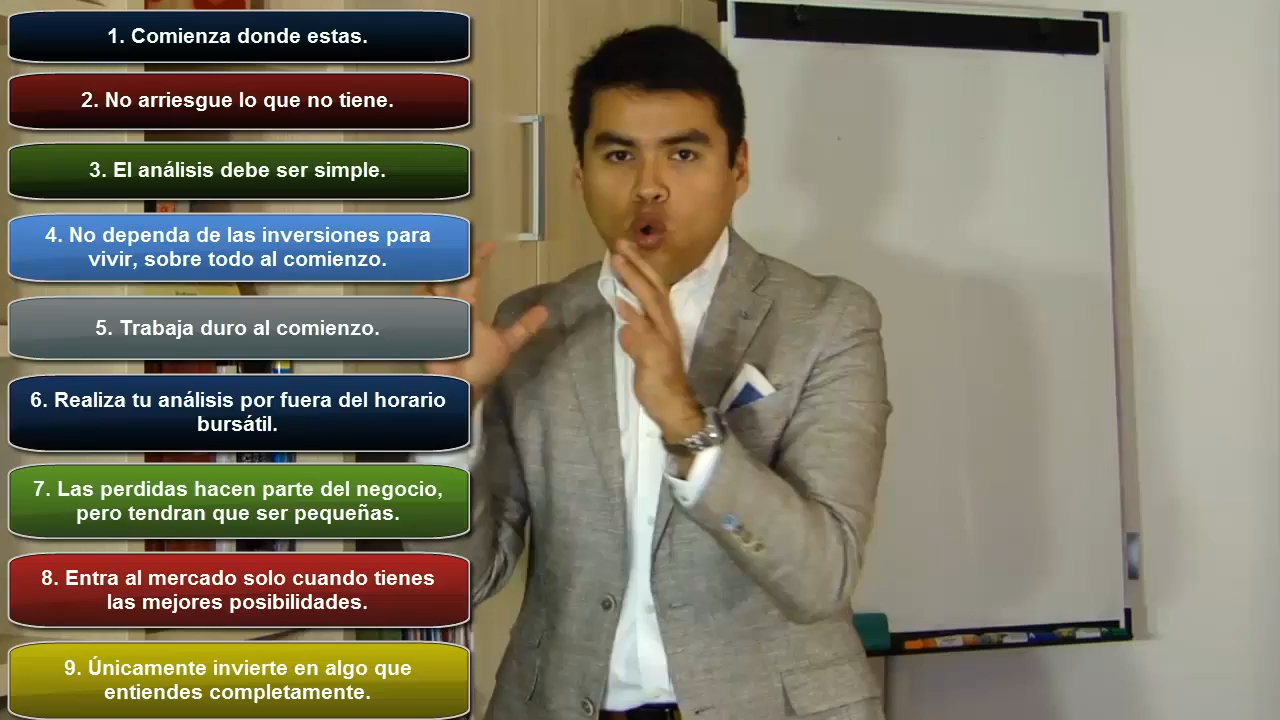 1. Comienza donde estas.
2. No arriesgue lo que no tiene.
3. El análisis debe ser simple.
4. No dependa de las inversiones para
vivir, sobre todo al comienzo.
5. Trabaja duro al comienzo.
6. Realiza tu análisis por fuera del horario
bursátil.
7. Las perdidas hacen parte del negocio,
pero tendran que ser pequeñas.
8. Entra al mercado solo cuando tienes
las mejores posibilidades.
9. Únicamente invierte en algo que
entiendes completamente.